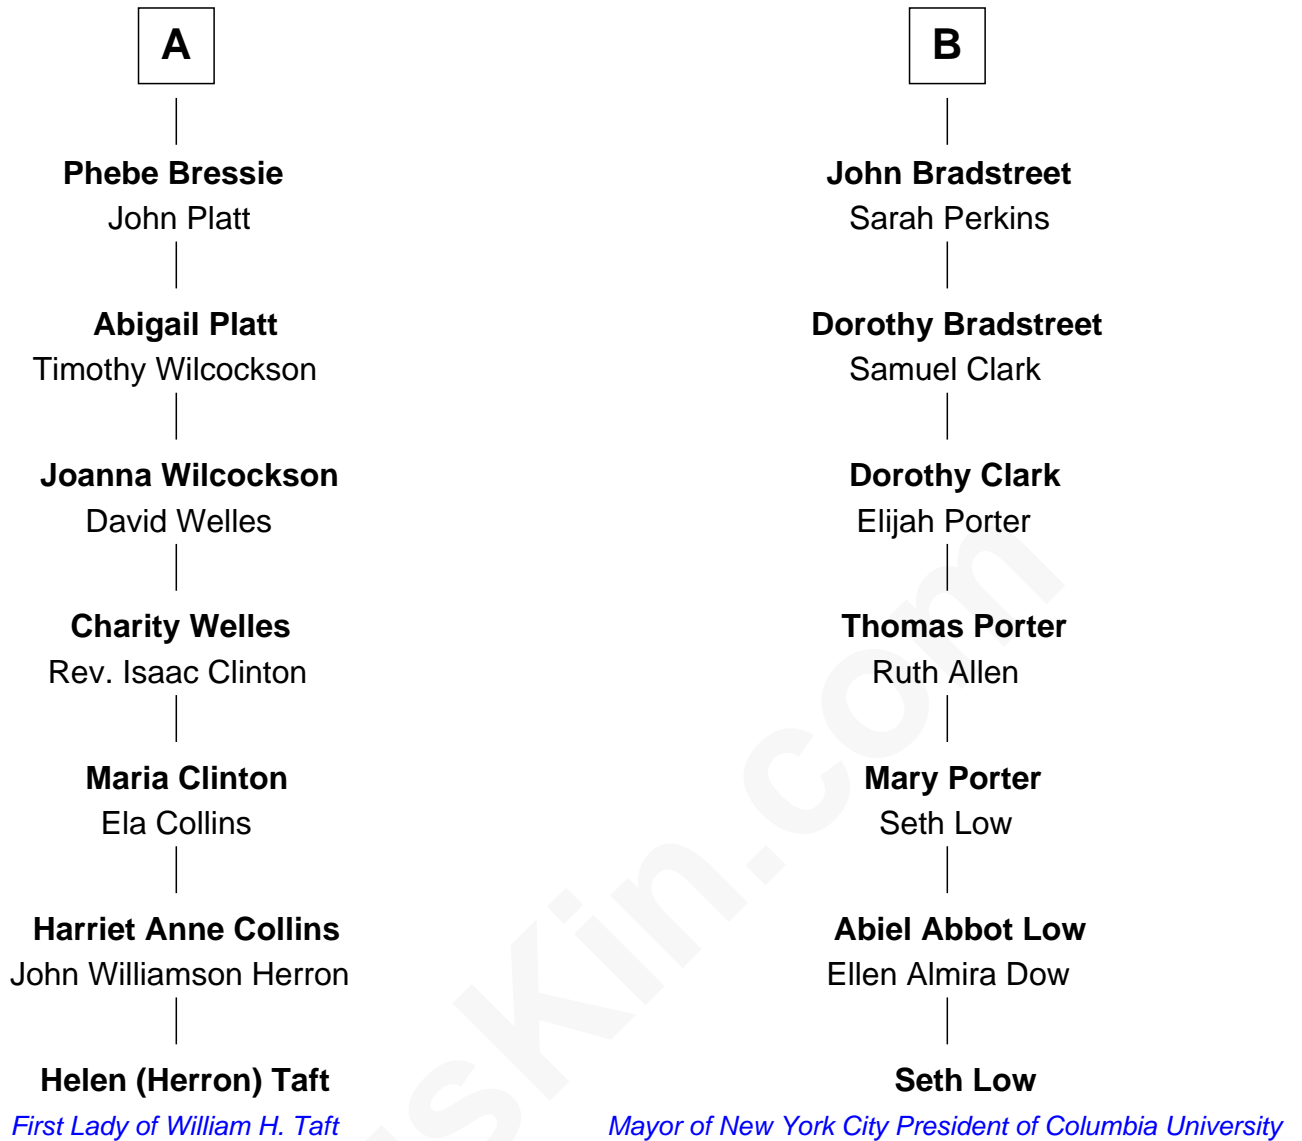 A
Phebe Bressie
John Platt
Abigail Platt
Timothy Wilcockson
Joanna Wilcockson
David Welles
Charity Welles
Rev. Isaac Clinton
Maria Clinton
Ela Collins
Harriet Anne Collins
John Williamson Herron
Helen (Herron) Taft
First Lady of William H. Taft
B
John Bradstreet
Sarah Perkins
Dorothy Bradstreet
Samuel Clark
Dorothy Clark
Elijah Porter
Thomas Porter
Ruth Allen
Mary Porter
Seth Low
Abiel Abbot Low
Ellen Almira Dow
Seth Low
Mayor of New York City President of Columbia University